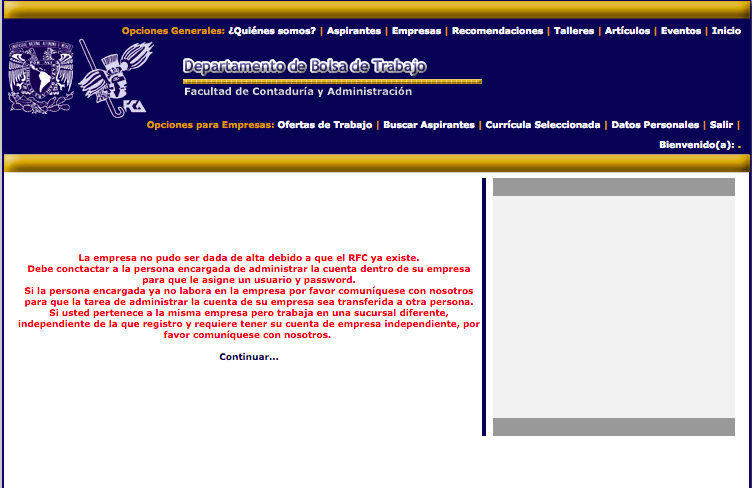 Opciones Generales: ¿Quiénes somos? | Aspirantes | Empresas | Recomendaciones | Talleres | Artículos | Eventos | Inicio
Departamento de Bolsa de Trabajo
FCA
Facultad de Contaduría y Administración
Opciones para Empresas: Ofertas de Trabajo | Buscar Aspirantes | Currícula Seleccionada | Datos Personales | Salir |
Bienvenido(a): .
La empresa no pudo ser dada de alta debido a que el RFC ya existe.
Debe conctactar a la persona encargada de administrar la cuenta dentro de su empresa
para que le asigne un usuario y password.
Si la persona encargada ya no labora en la empresa por favor comuníquese con nosotros
para que la tarea de administrar la cuenta de su empresa sea transferida a otra persona.
Si usted pertenece a la misma empresa pero trabaja en una sucursal diferente,
independiente de la que registro y requiere tener su cuenta de empresa independiente, por
favor comuníquese con nosotros.
Continuar...